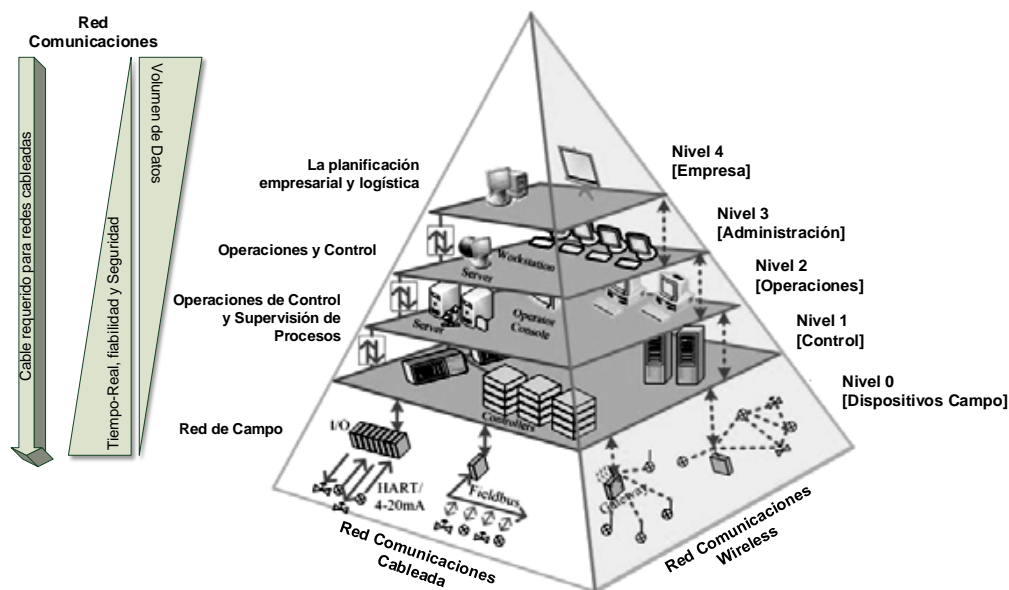 Red
Comunicaciones
Cable requerido para redes cableadas
Tiempo-Real, fiabilidad y Seguridad
Volumen de Datos
La planificación
empresarial y logística
Operaciones y Control
Operaciones de Control
y Supervisión de
Procesos
Red de Campo
Nivel 4
[Empresa]
Nivel 3
[Administración]
Nivel 2
[Operaciones]
Nivel 1
[Control]
Nivel 0
[Dispositivos Campo]
Workstation
Server
Server
Operator
Console
Controllers
I/O
HART/
4-20mA
Fieldbus
Gateway
Red Comunicaciones
Cableada
Red Comunicaciones
Wireless